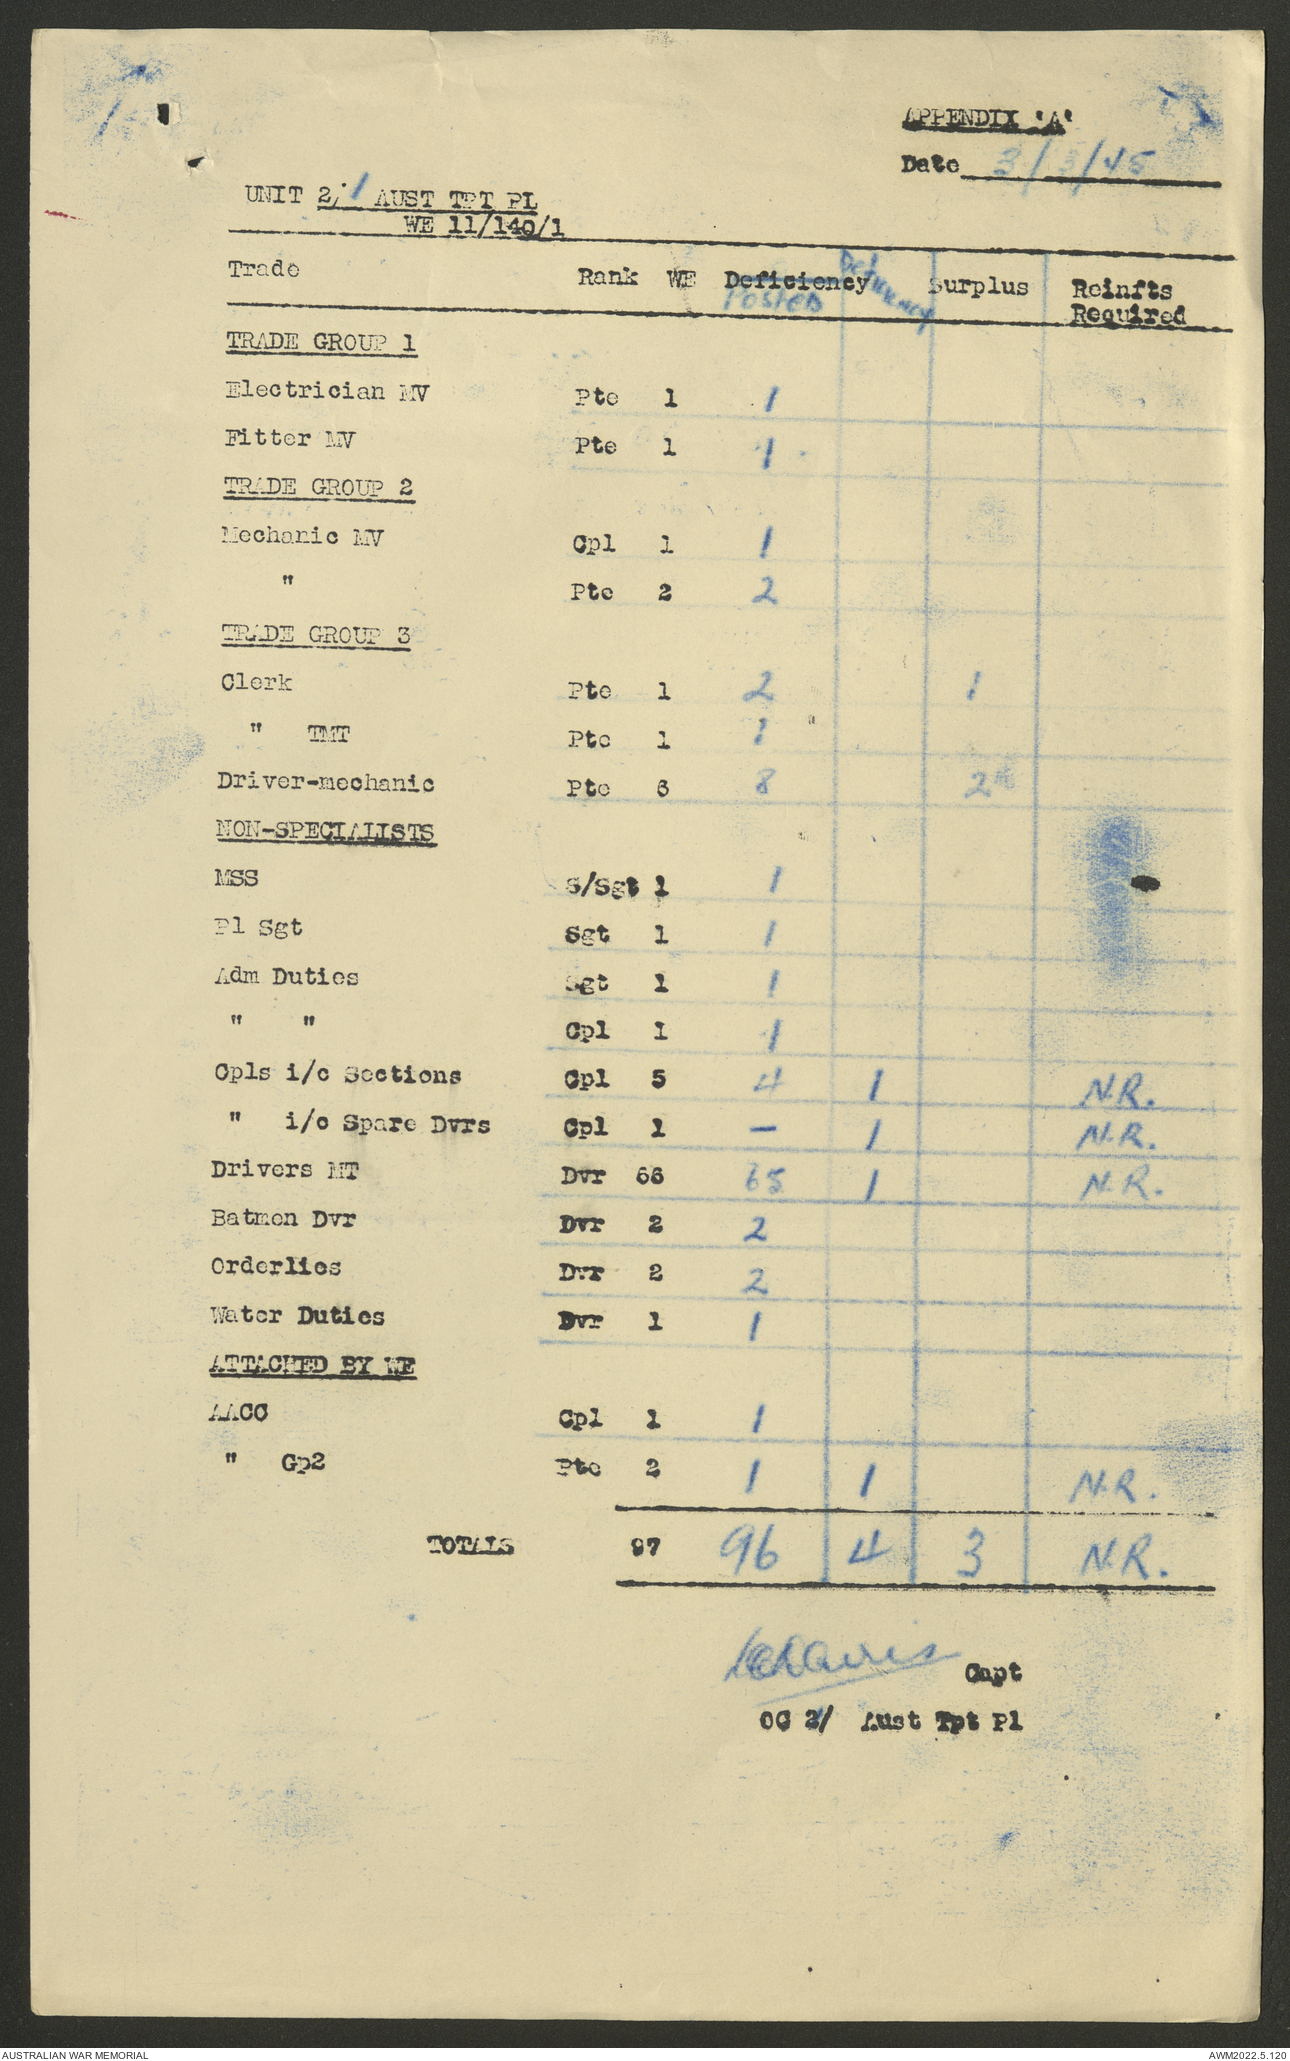 APPENDIX 'A'
Date 3/3/45
UNIT 2/1 AUST TPT PL
WE 11/140/1
Trade Rank WE Deficiency Deficiency Surplus Reinfts
Posted Required
TRADE GROUP 1
Electrician MV Pte 1 1
Fitter MV Pte 1 1
TRADE GROUP 2
Mechanic MV Cpl 1 1
" Pte 2 2
TRADE GROUP 3
Clerk Pte 1 2 1
" TMT Pte 1 1
Driver-mechanic Pte 6 8 2
NON-SPECIALISTS
MSS S/Sgt 1 1
Pl Sgt Sgt 1 1
Adm Duties Sgt 1 1
" " Cpl 1 1
Cpls i/c Sections Cpl 5 4 1 N.R.
" i/c Spare Dvrs Cpl 1 – 1 N.R.
Drivers MT Dvr 66 65 1 N.R.
Batmen Dvr Dvr 2 2
Orderlies Dvr 2 2
Water Duties Dvr 1 1
ATTACHED BY WE
AACC Cpl 1 1
" Gp2 Pte 2 1 1 N.R.
TOTALS 97 96 4 3 N.R.
Capt
OC 2/ Aust Tpt Pl
AUSTRALIAN WAR MEMORIAL AWM2022.5.120